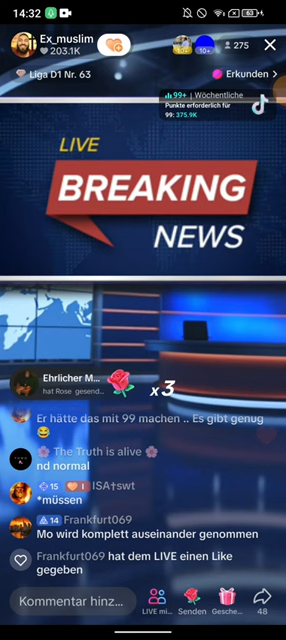 14:32
63
Ex_muslim
203.1K
10+
275
Liga D1 Nr. 63
Erkunden >
99+ | Wöchentliche
Punkte erforderlich für
99: 375.9K
LIVE
BREAKING
NEWS
Ehrlicher M...
hat Rose gesend...
x3
Er hätte das mit 99 machen .. Es gibt genug
😂
🌸 The Truth is alive 🌸
nd normal
15 I ISA†swt
*müssen
14 Frankfurt069
Mo wird komplett auseinander genommen
Frankfurt069 hat dem LIVE einen Like
gegeben
Kommentar hinz...
LIVE mi...
Senden
Gesche...
48